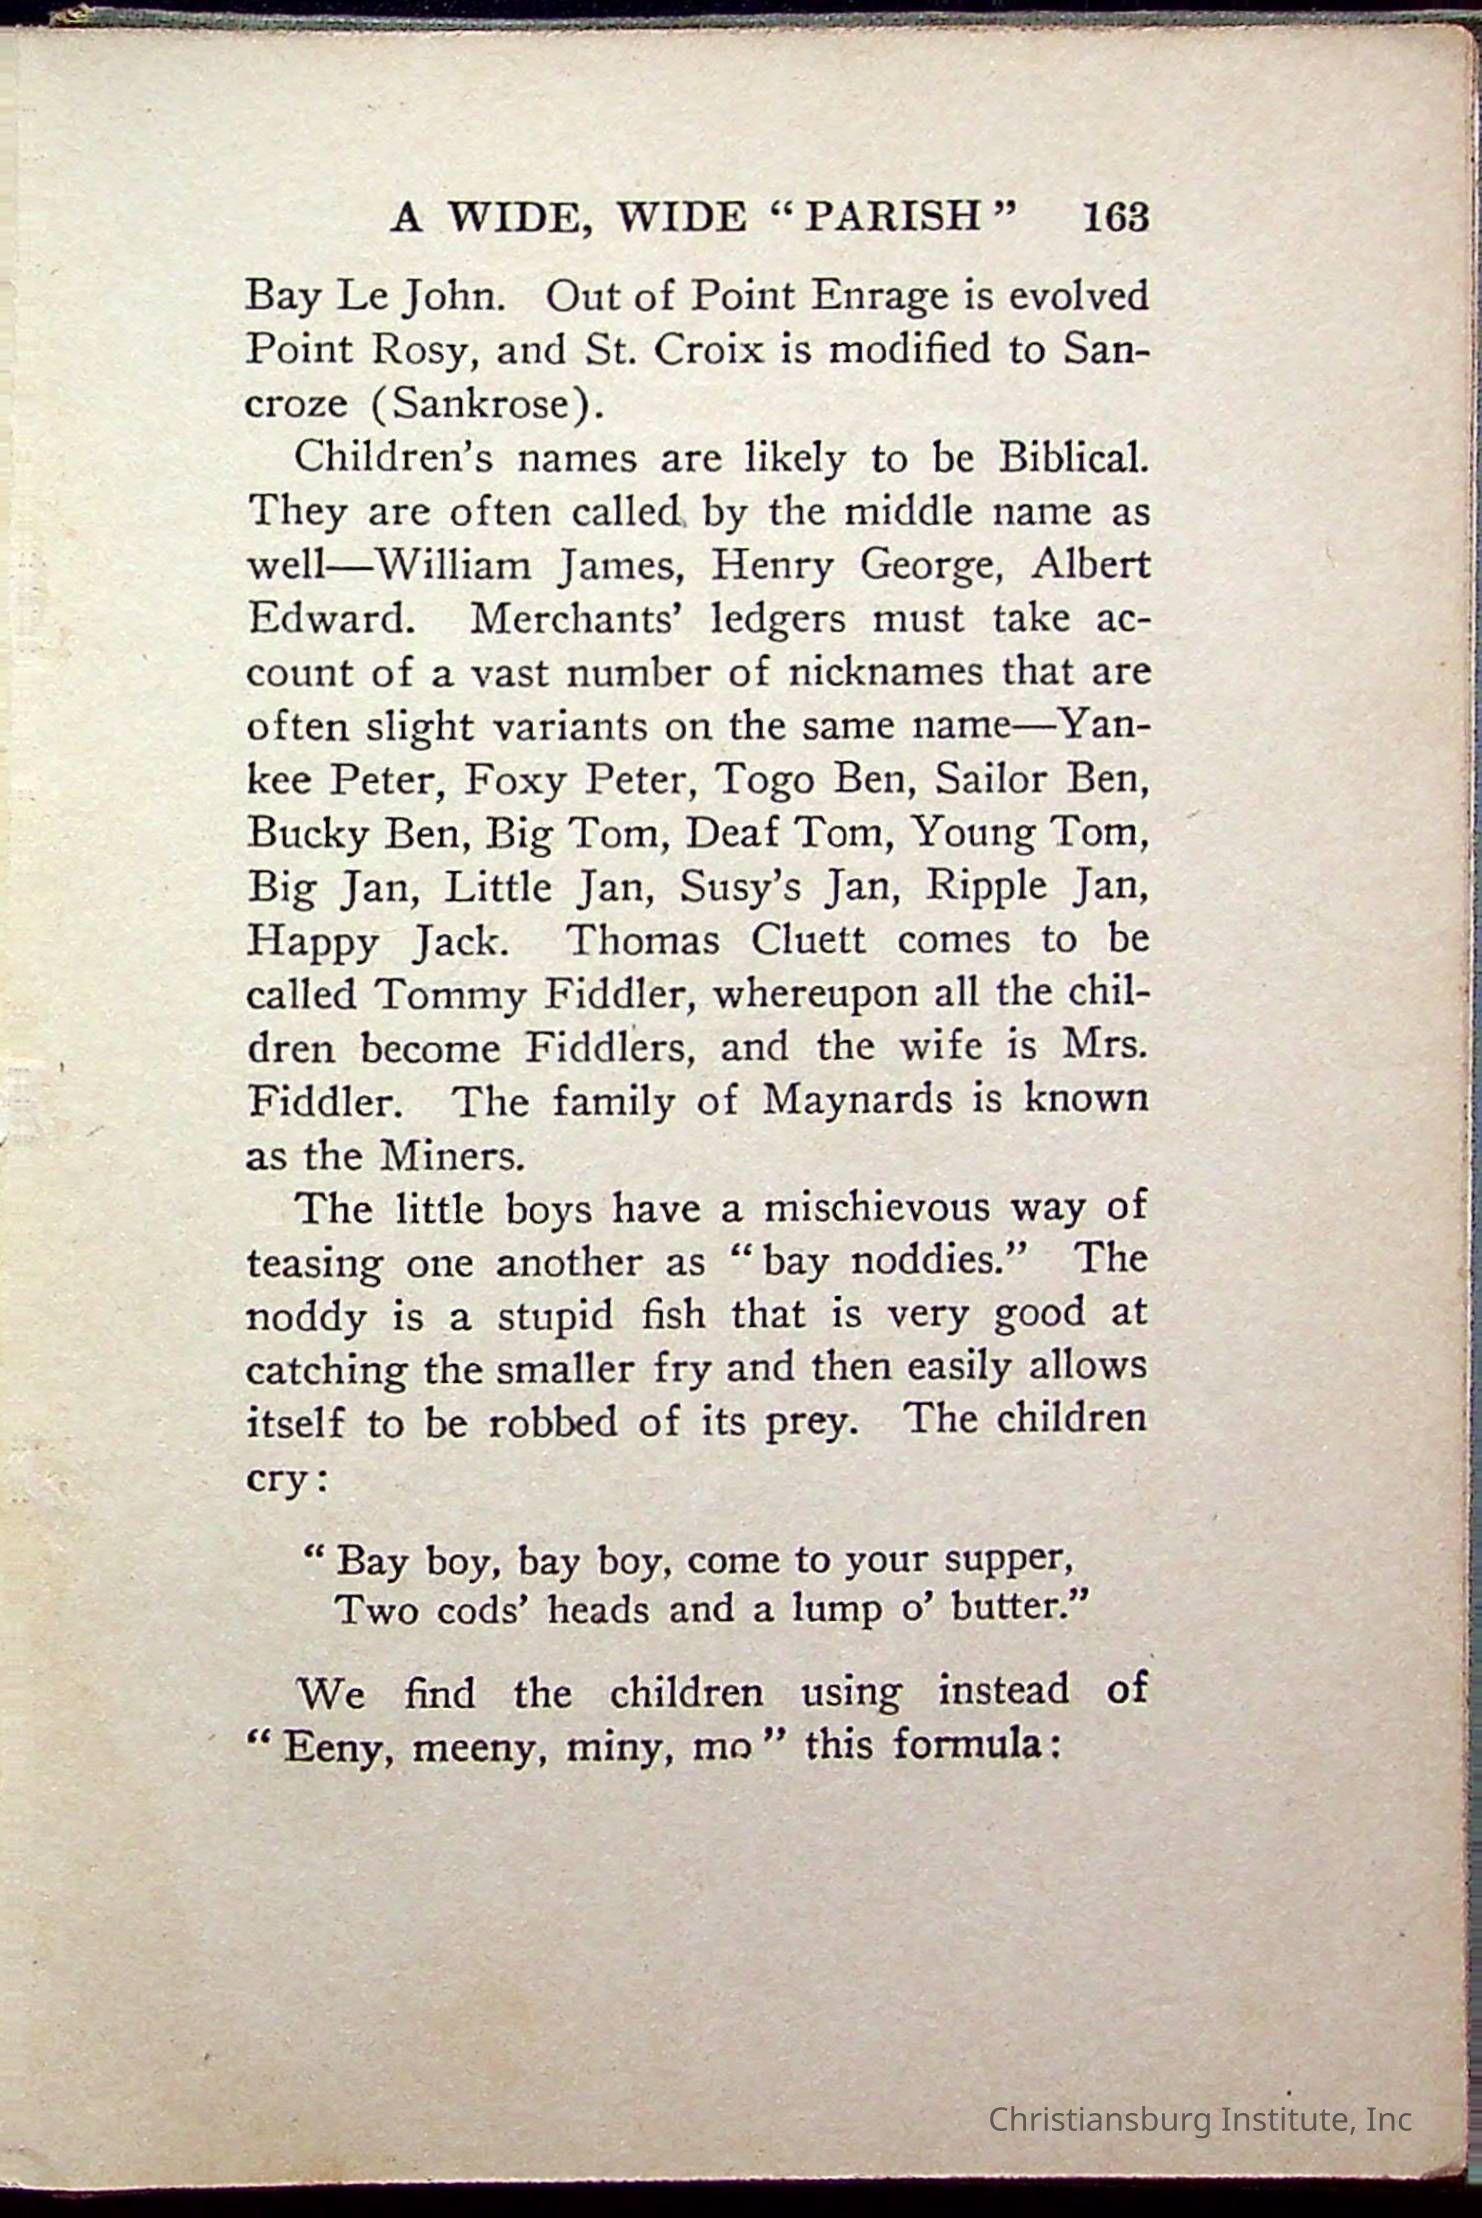 A WIDE, WIDE “ PARISH ” 163
Bay Le John. Out of Point Enrage is evolved
Point Rosy, and St. Croix is modified to San-
croze (Sankrose).
Children’s names are likely to be Biblical.
They are often called by the middle name as
well—William James, Henry George, Albert
Edward. Merchants’ ledgers must take ac-
count of a vast number of nicknames that are
often slight variants on the same name—Yan-
kee Peter, Foxy Peter, Togo Ben, Sailor Ben,
Bucky Ben, Big Tom, Deaf Tom, Young Tom,
Big Jan, Little Jan, Susy’s Jan, Ripple Jan,
Happy Jack. Thomas Cluett comes to be
called Tommy Fiddler, whereupon all the chil-
dren become Fiddlers, and the wife is Mrs.
Fiddler. The family of Maynards is known
as the Miners.
The little boys have a mischievous way of
teasing one another as “ bay noddies.” The
noddy is a stupid fish that is very good at
catching the smaller fry and then easily allows
itself to be robbed of its prey. The children
cry:
“ Bay boy, bay boy, come to your supper,
Two cods’ heads and a lump o’ butter.”
We find the children using instead of
“ Eeny, meeny, miny, mo ” this formula:
Christiansburg Institute, Inc